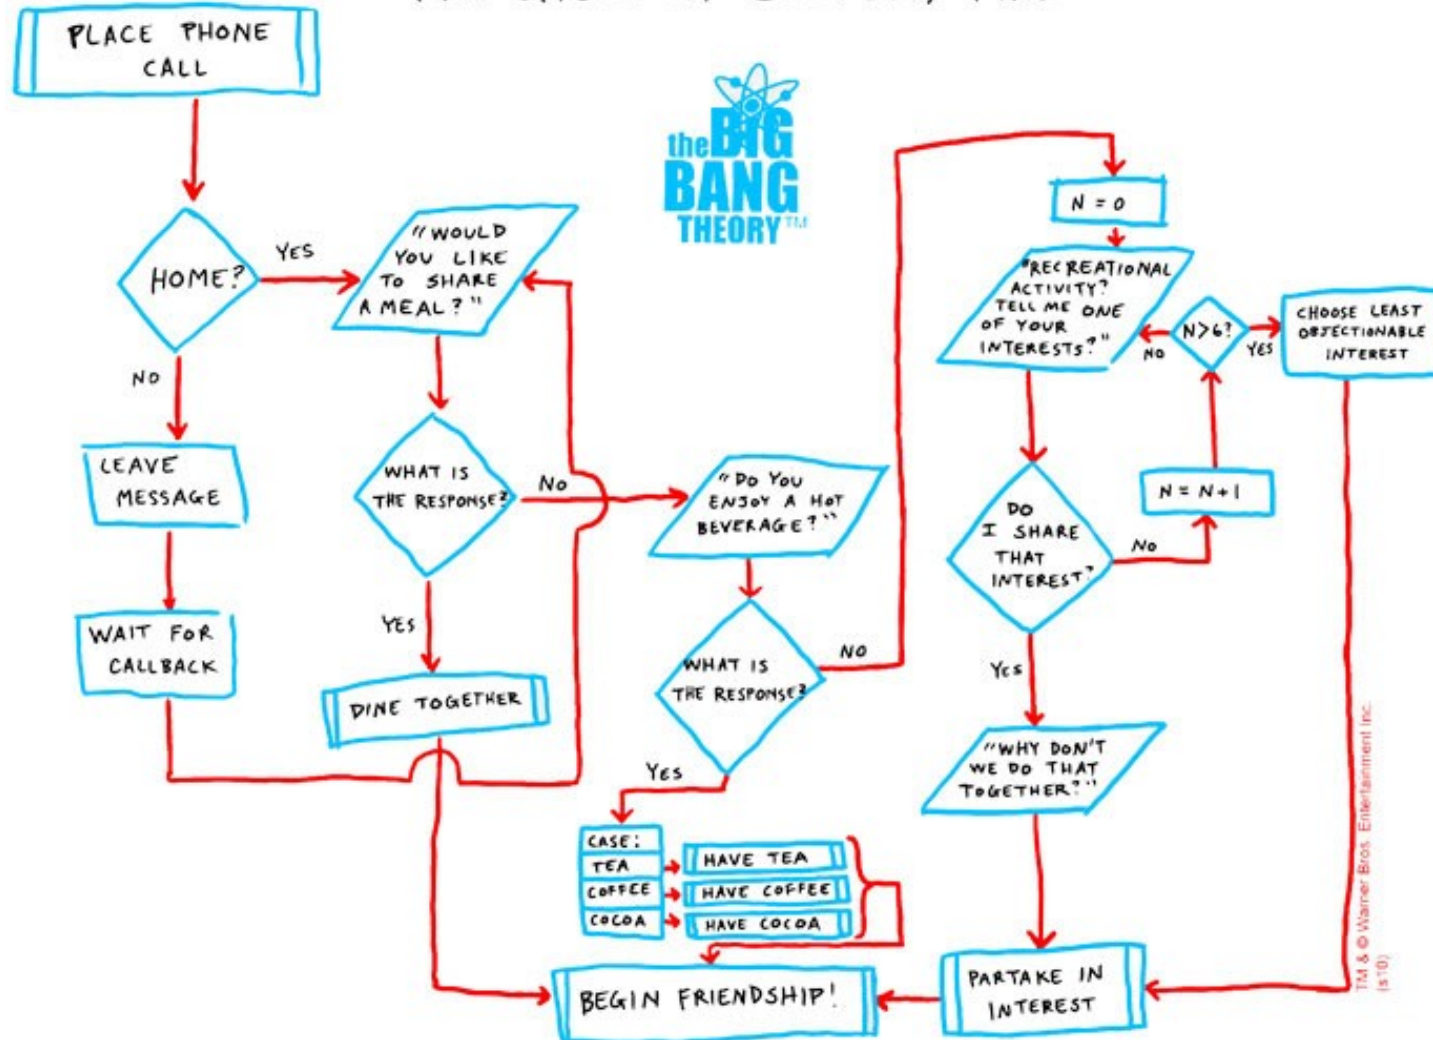 PLACE PHONE
CALL
the BIG
BANG
THEORY™
HOME?
YES
NO
"WOULD
YOU LIKE
TO SHARE
A MEAL?"
LEAVE
MESSAGE
WAIT FOR
CALLBACK
WHAT IS
THE RESPONSE?
NO
YES
DINE TOGETHER
"DO YOU
ENJOY A HOT
BEVERAGE?"
WHAT IS
THE RESPONSE?
NO
YES
CASE:
TEA
HAVE TEA
COFFEE
HAVE COFFEE
COCOA
HAVE COCOA
N = 0
"RECREATIONAL
ACTIVITY?
TELL ME ONE
OF YOUR
INTERESTS?"
N>6?
NO
YES
CHOOSE LEAST
OBJECTIONABLE
INTEREST
N = N+1
DO
I SHARE
THAT
INTEREST?
NO
YES
"WHY DON'T
WE DO THAT
TOGETHER?"
PARTAKE IN
INTEREST
BEGIN FRIENDSHIP!
TM & © Warner Bros. Entertainment Inc.
(s10)